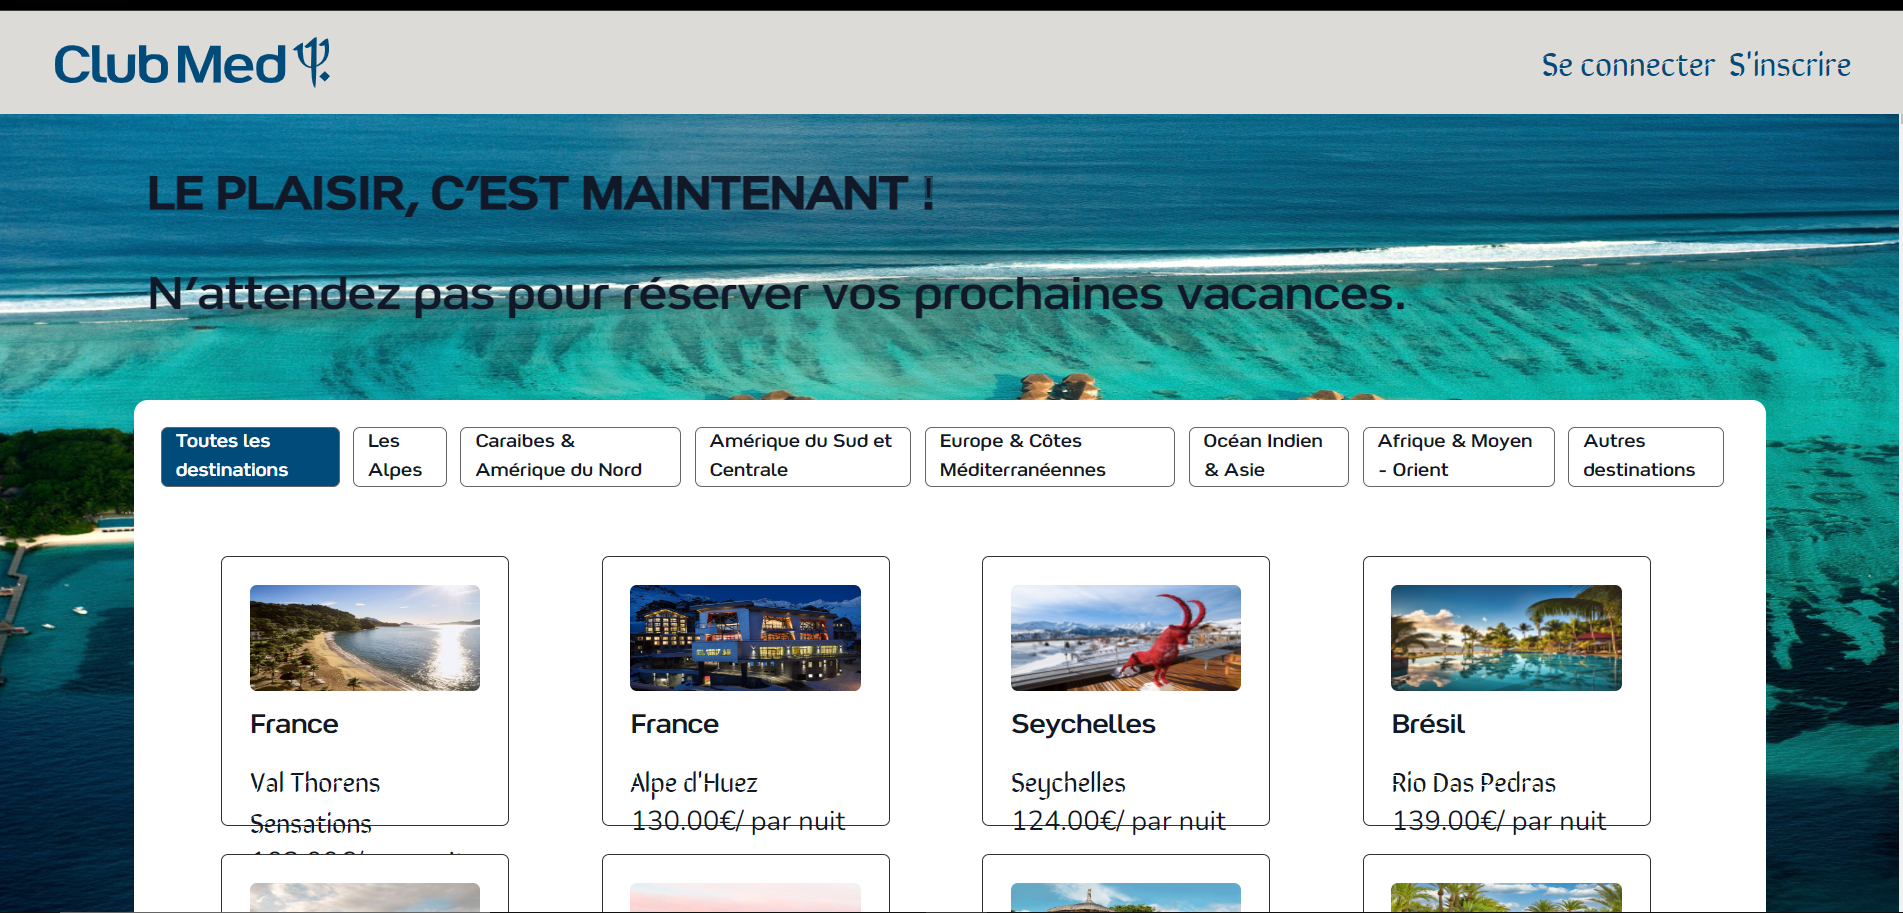 Club Med
Se connecter S'inscrire
LE PLAISIR, C'EST MAINTENANT !
N'attendez pas pour réserver vos prochaines vacances.
Toutes les
destinations
Les
Alpes
Caraibes &
Amérique du Nord
Amérique du Sud et
Centrale
Europe & Côtes
Méditerranéennes
Océan Indien
& Asie
Afrique & Moyen
- Orient
Autres
destinations
France
Val Thorens
Sensations
France
Alpe d'Huez
130.00€/ par nuit
Seychelles
Seychelles
124.00€/ par nuit
Brésil
Rio Das Pedras
139.00€/ par nuit